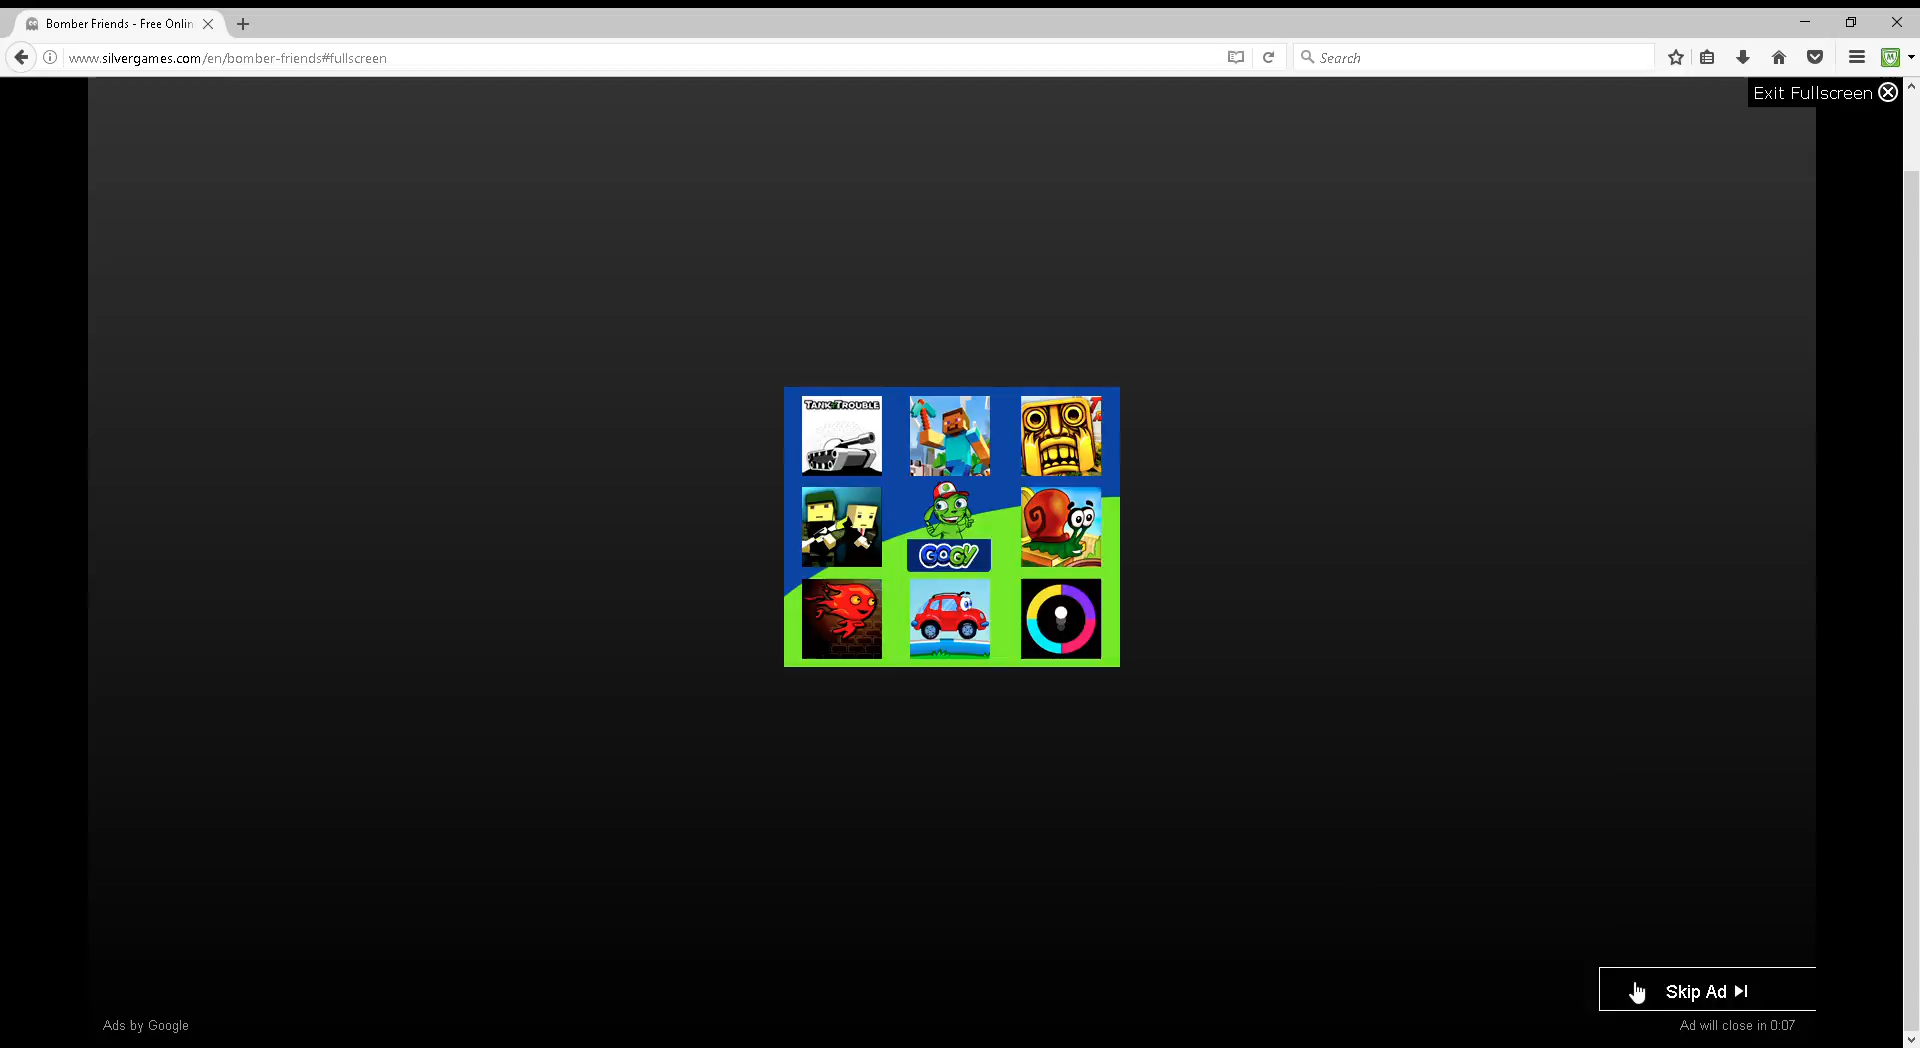 Bomber Friends - Free Onlin
www.silvergames.com/en/bomber-friends#fullscreen
Search
Exit Fullscreen
TANK TROUBLE
GOGY
Skip Ad
Ads by Google
Ad will close in 0:07